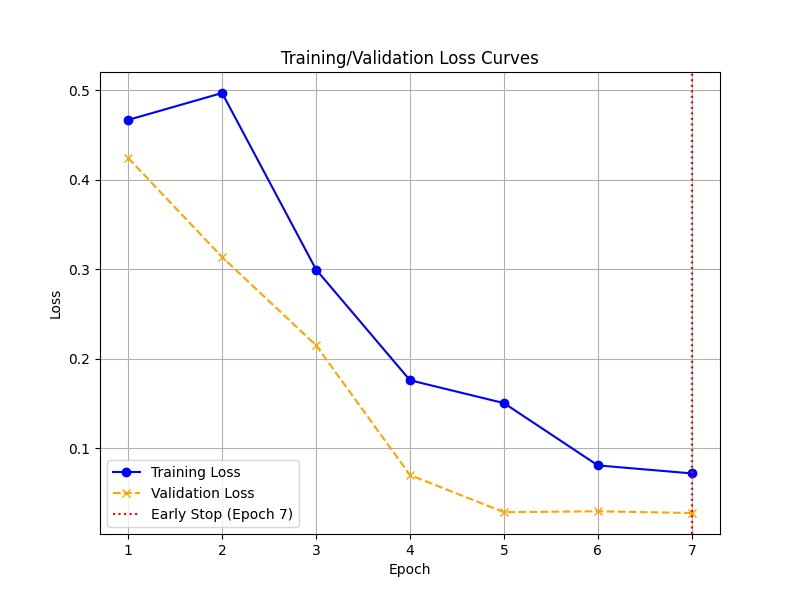 Training/Validation Loss Curves
0.5
0.4
0.3
0.2
0.1
Loss
Training Loss
Validation Loss
Early Stop (Epoch 7)
1 2 3 4 5 6 7
Epoch